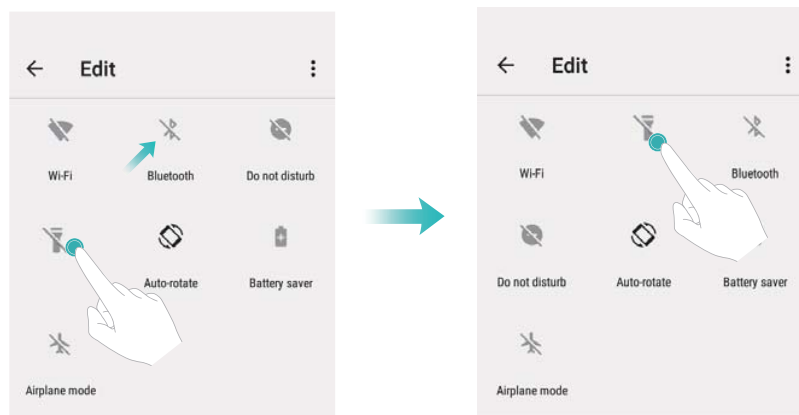 Edit
Wi-Fi Bluetooth Do not disturb
Auto-rotate Battery saver
Airplane mode
Edit
Wi-Fi Bluetooth
Do not disturb Auto-rotate Battery saver
Airplane mode